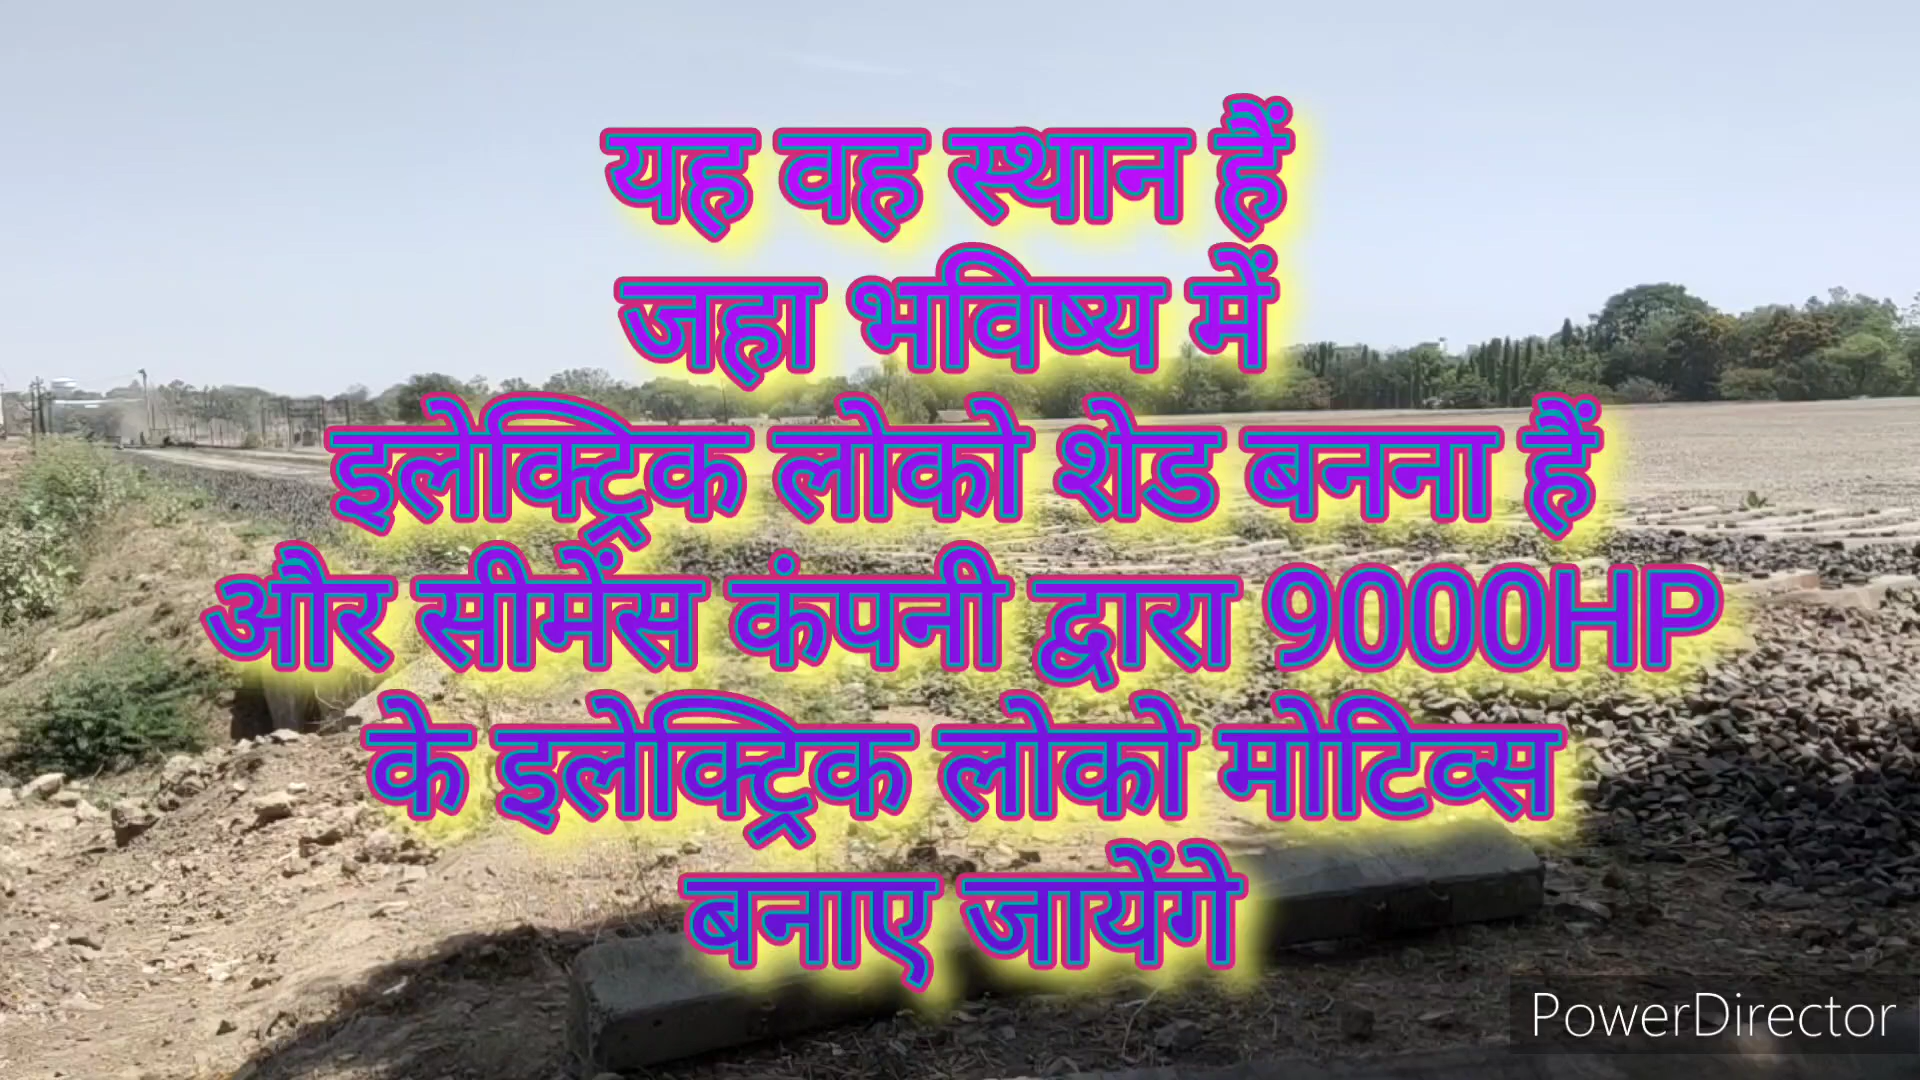 यह वह स्थान हैं
जहा भविष्य में
इलेक्ट्रिक लोको शेड बनना हैं
और सीमेंस कंपनी द्वारा 9000HP
के इलेक्ट्रिक लोको मोटिव्स
बनाए जायेंगे
PowerDirector